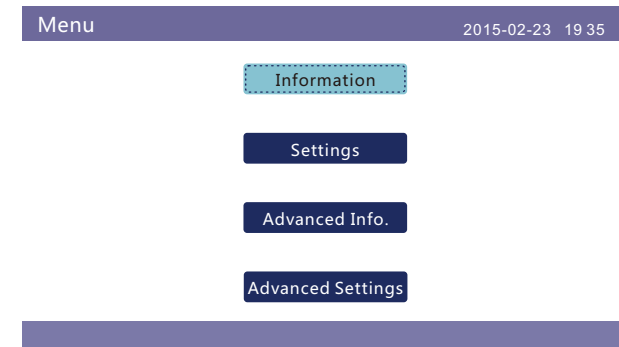 Menu 2015-02-23 19 35
Information
Settings
Advanced Info.
Advanced Settings